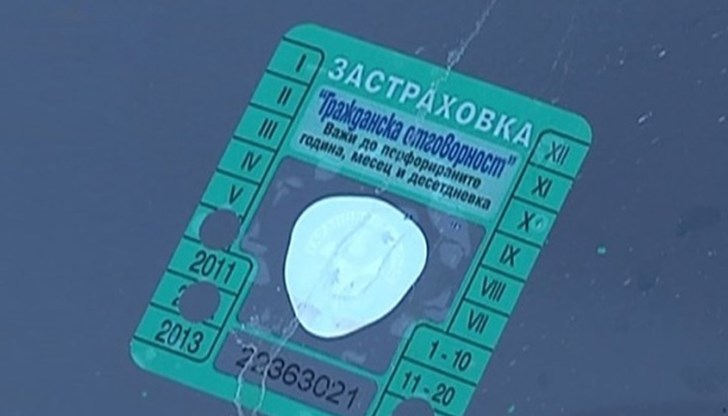 ЗАСТРАХОВКА
"Гражданска отговорност"
Важи до перфорираните
година, месец и десетдневка
I
II
III
IV
V
2011
2013
XII
XI
X
IX
VIII
VII
1-10
11-20
22363021